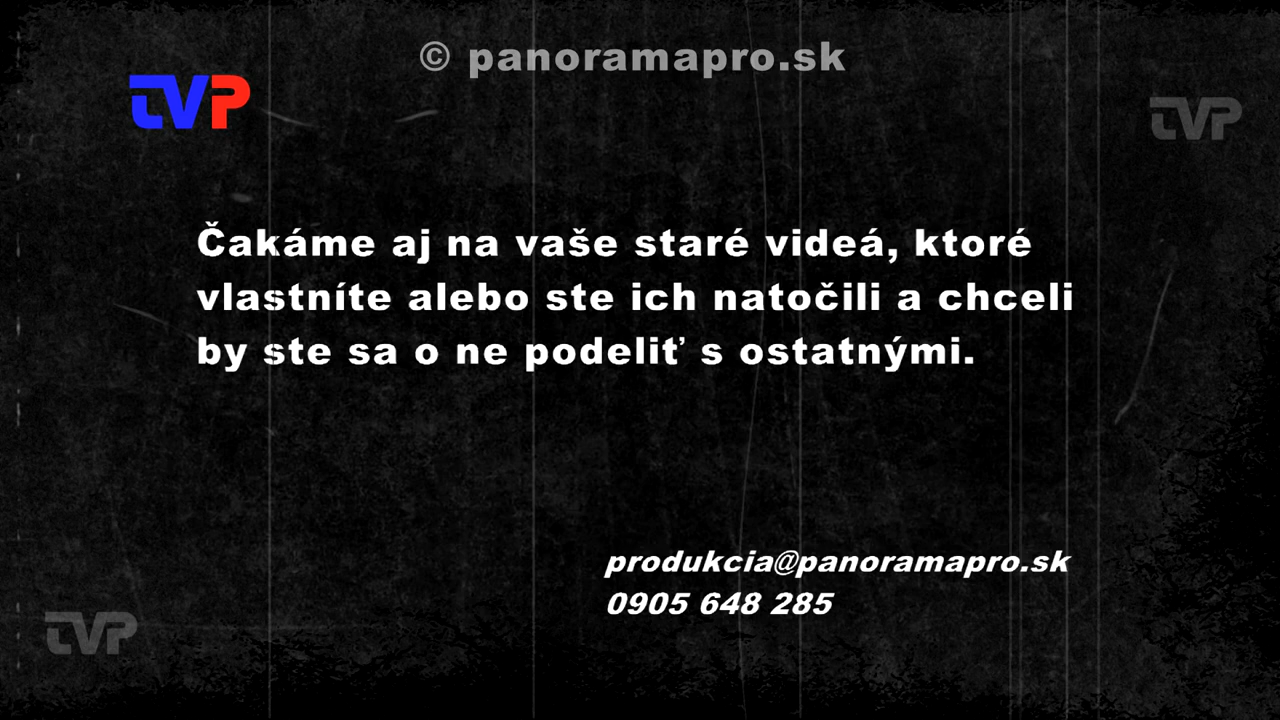 © panoramapro.sk
TVP
TVP
Čakáme aj na vaše staré videá, ktoré
vlastníte alebo ste ich natočili a chceli
by ste sa o ne podeliť s ostatnými.
produkcia@panoramapro.sk
0905 648 285
TVP